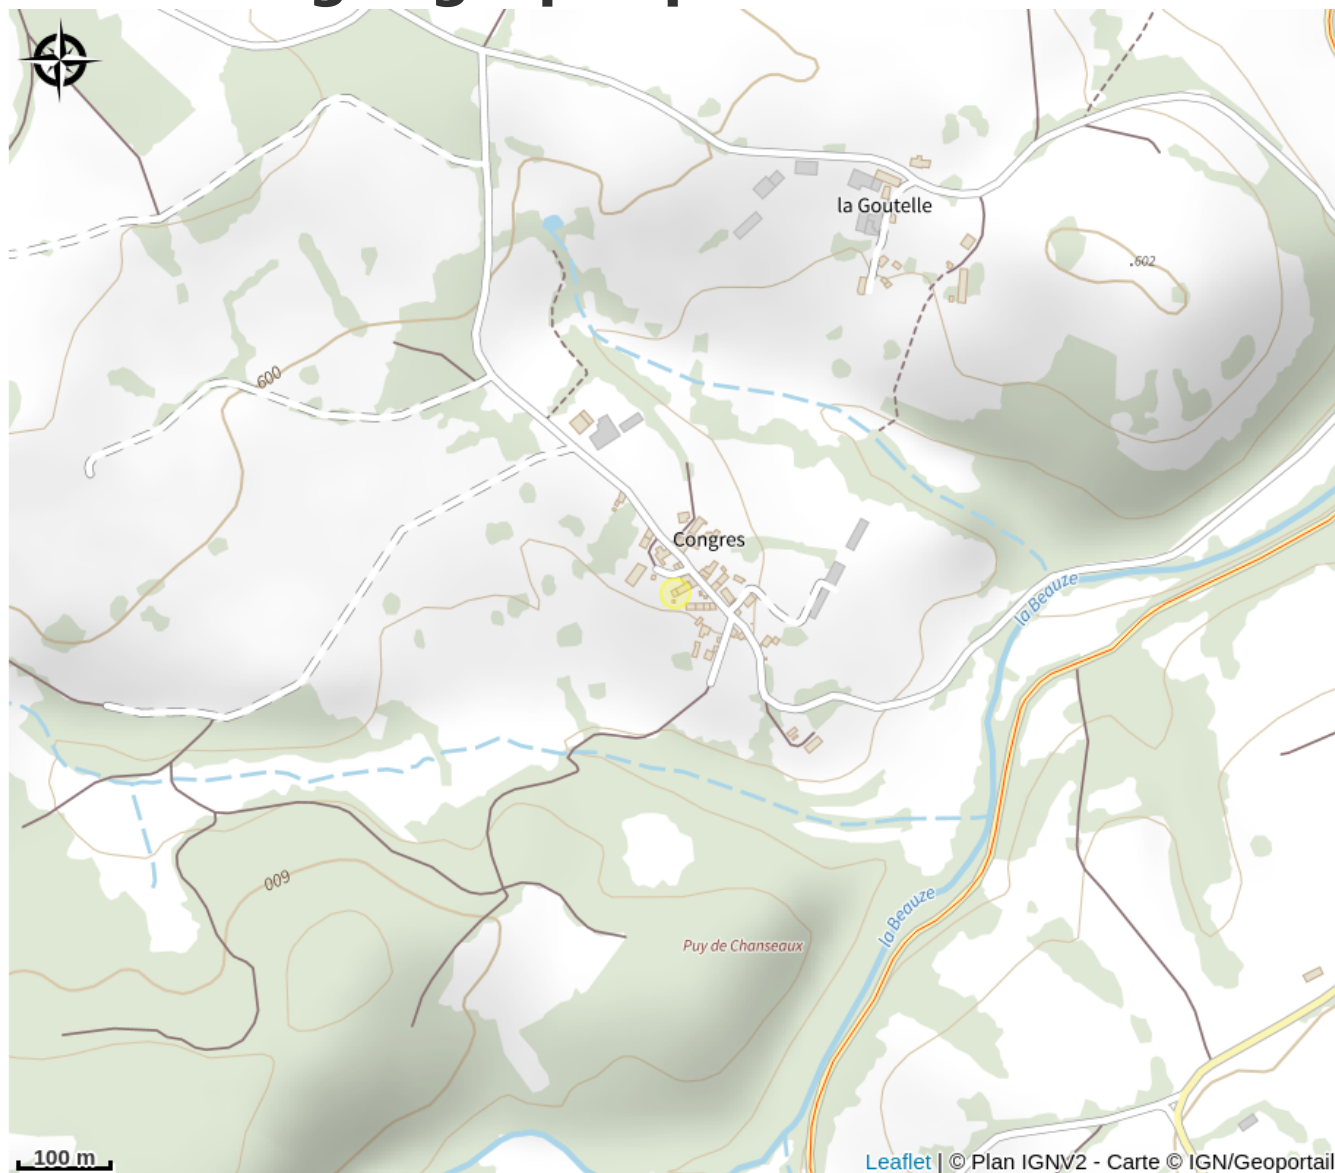 la Goutelle
602
600
Congres
la Beauze
600
la Beauze
Puy de Chanseaux
100 m
Leaflet | © Plan IGNV2 - Carte © IGN/Geoportail